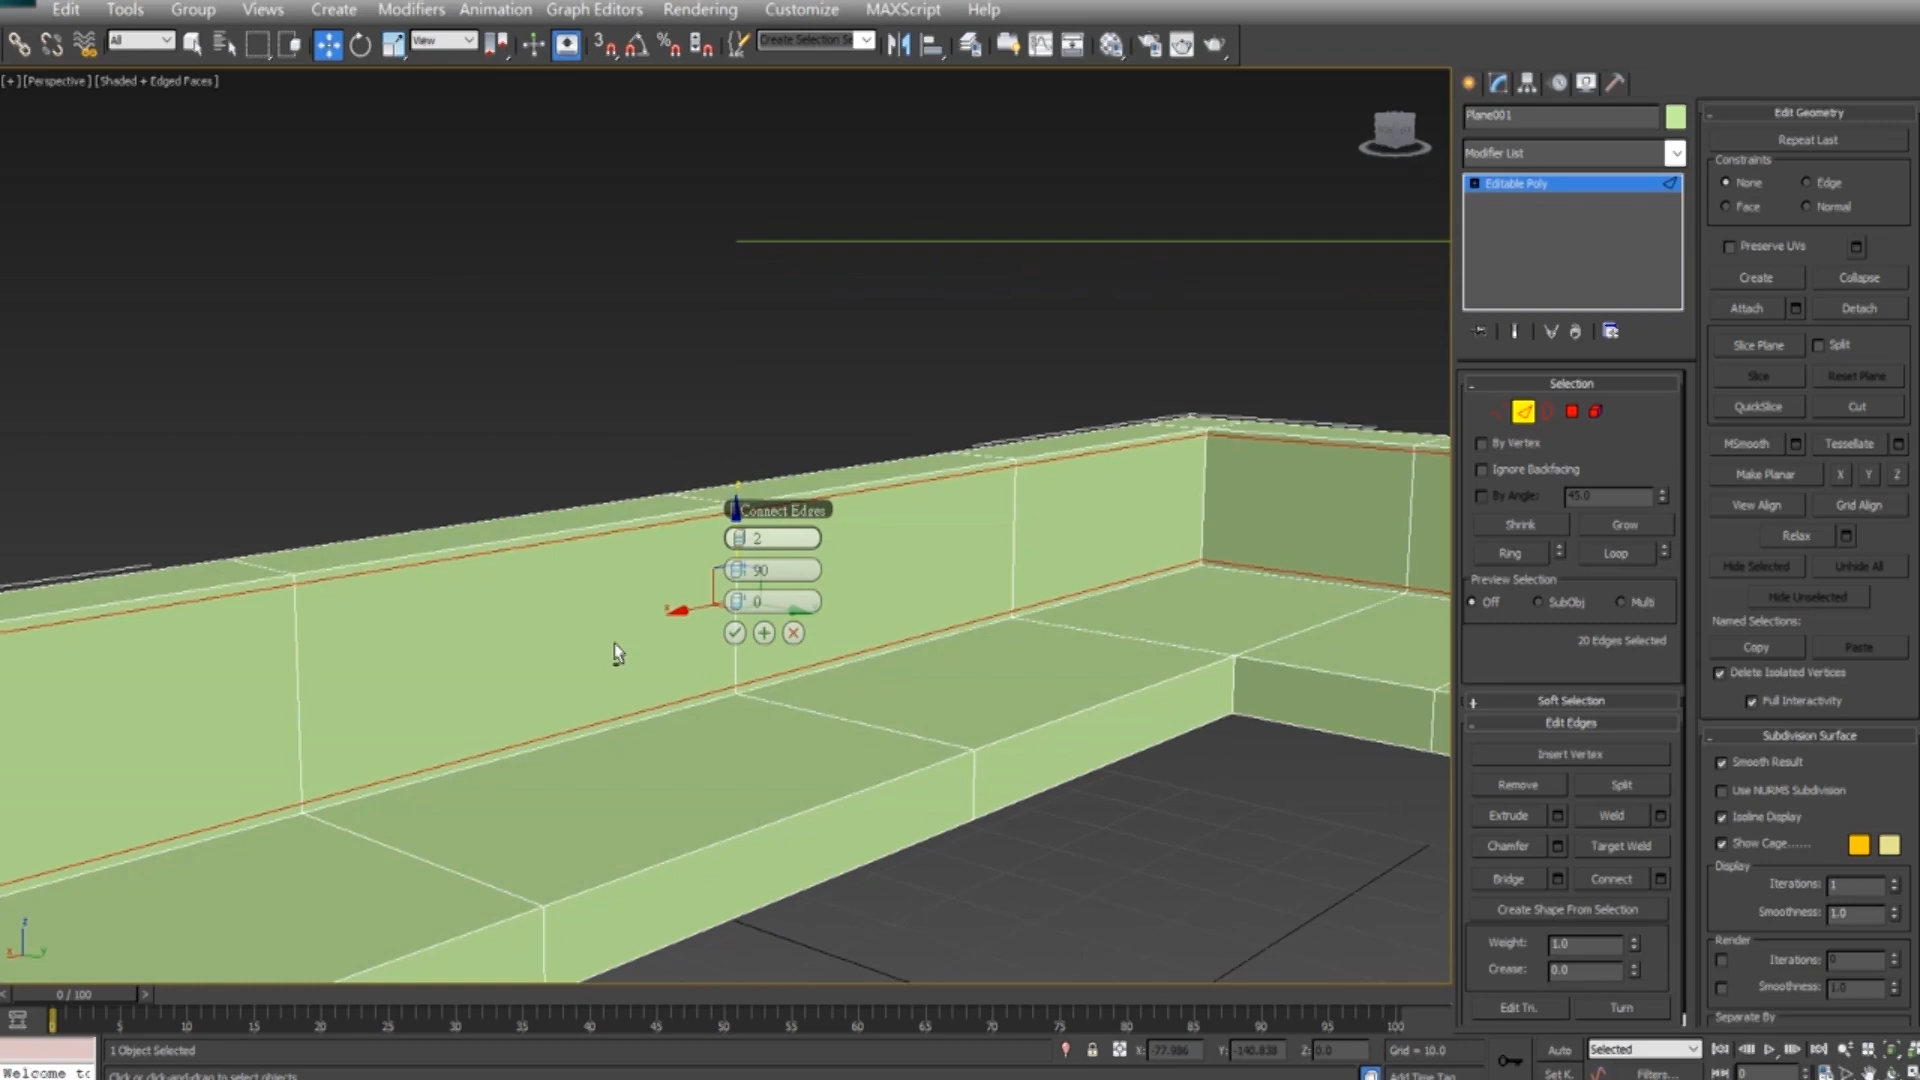 Edit Tools Group Views Create Modifiers Animation Graph Editors Rendering Customize MAXScript Help
All View Create Selection Se
[+][Perspective][Shaded + Edged Faces]
Connect Edges
2
90
0
Plane001
Modifier List
Editable Poly
Selection
By Vertex
Ignore Backfacing
By Angle: 45.0
Shrink Grow
Ring Loop
Preview Selection
Off SubObj Multi
20 Edges Selected
Soft Selection
Edit Edges
Insert Vertex
Remove Split
Extrude Weld
Chamfer Target Weld
Bridge Connect
Create Shape From Selection
Weight: 1.0
Crease: 0.0
Edit Tri. Turn
Edit Geometry
Repeat Last
Constraints
None Edge
Face Normal
Preserve UVs
Create Collapse
Attach Detach
Slice Plane Split
Slice Reset Plane
QuickSlice Cut
MSmooth Tessellate
Make Planar X Y Z
View Align Grid Align
Relax
Hide Selected Unhide All
Hide Unselected
Named Selections:
Copy Paste
Delete Isolated Vertices
Full Interactivity
Subdivision Surface
Smooth Result
Use NURMS Subdivision
Isoline Display
Show Cage......
Display
Iterations: 1
Smoothness: 1.0
Render
Iterations: 0
Smoothness: 1.0
Separate By
z
x y
< 0 / 100 >
0 5 10 15 20 25 30 35 40 45 50 55 60 65 70 75 80 85 90 95 100
1 Object Selected X: -77.986 Y: -140.838 Z: 0.0 Grid = 10.0 Auto Selected
Welcome to Click or click-and-drag to select objects Add Time Tag Set K. Filters... 0